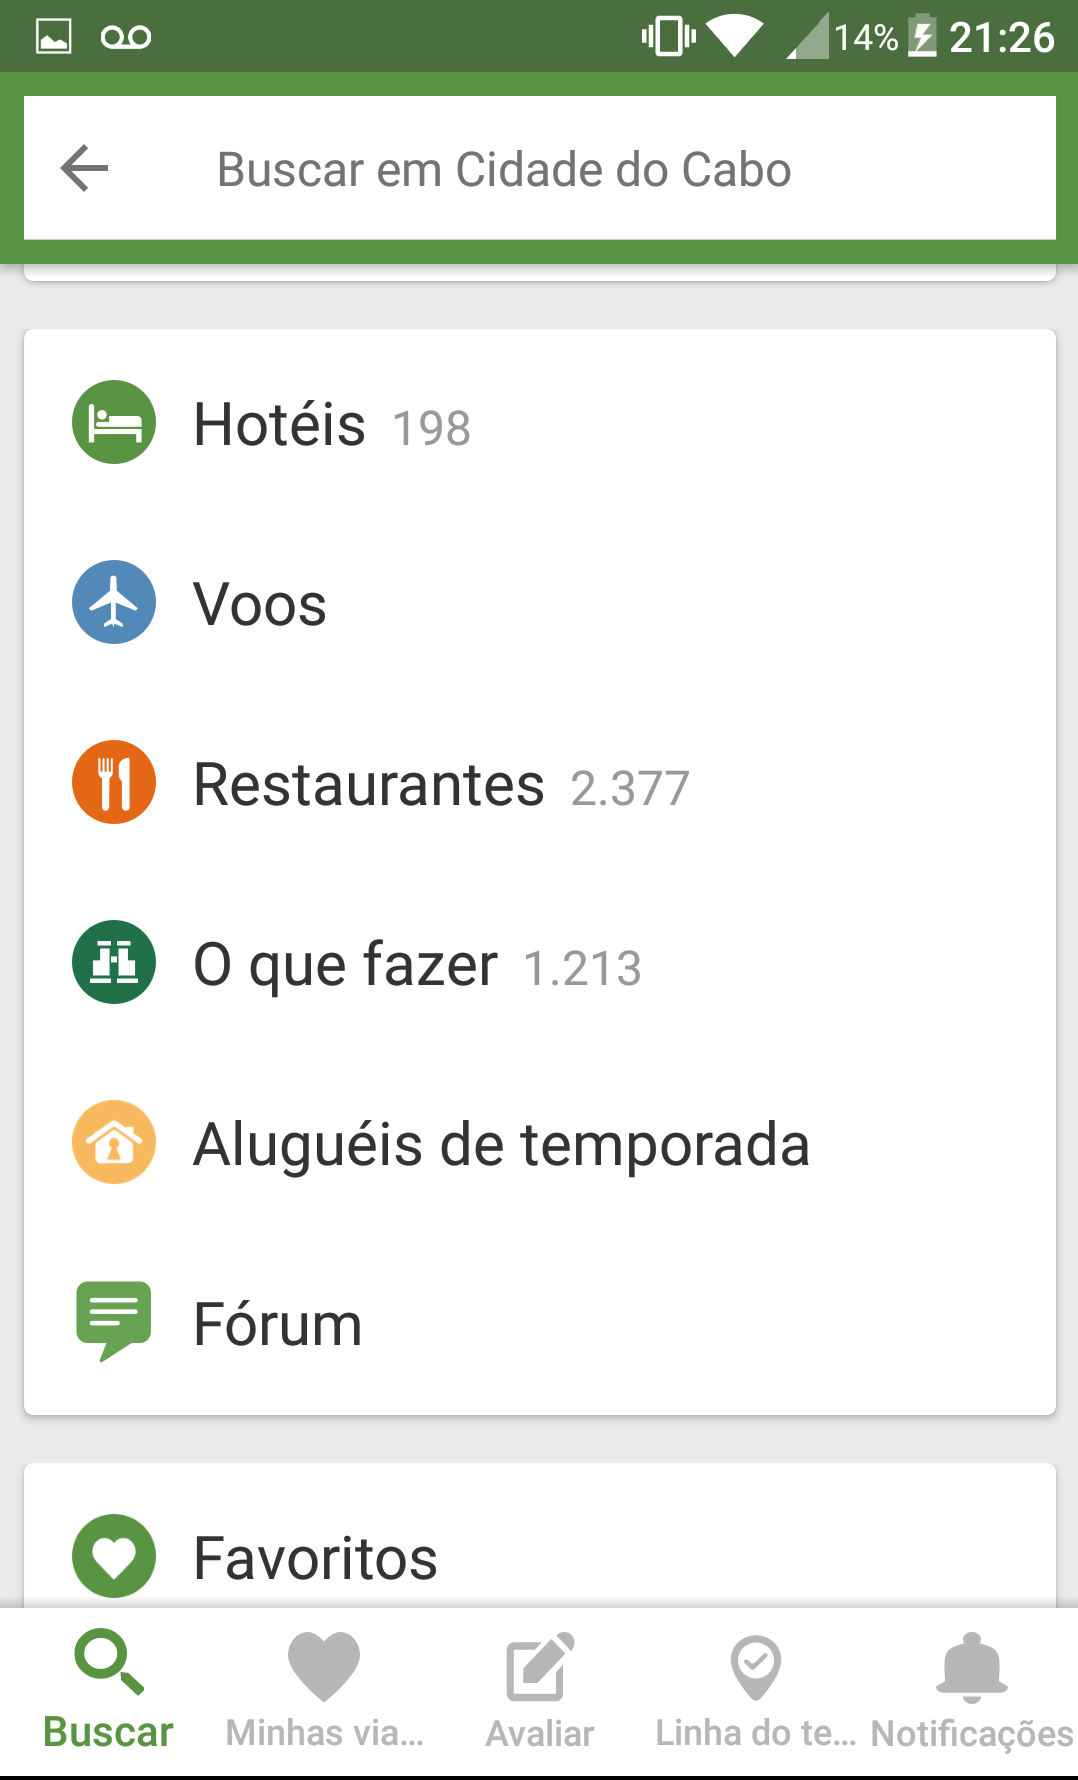 14% 21:26
Buscar em Cidade do Cabo
Hotéis 198
Voos
Restaurantes 2.377
O que fazer 1.213
Aluguéis de temporada
Fórum
Favoritos
Buscar Minhas via... Avaliar Linha do te... Notificações